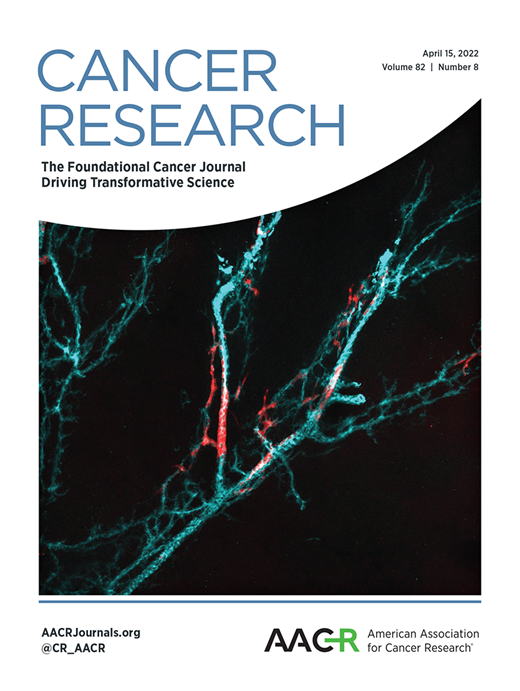 April 15, 2022
Volume 82 | Number 8
CANCER
RESEARCH
The Foundational Cancer Journal
Driving Transformative Science
AACRJournals.org
@CR_AACR
AACR
American Association
for Cancer Research®